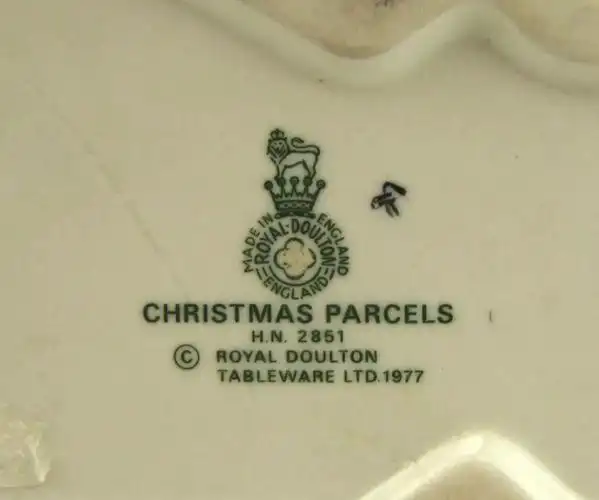 MADE IN ENGLAND
ROYAL·DOULTON
ENGLAND
CHRISTMAS PARCELS
H.N. 2851
© ROYAL DOULTON
TABLEWARE LTD.1977